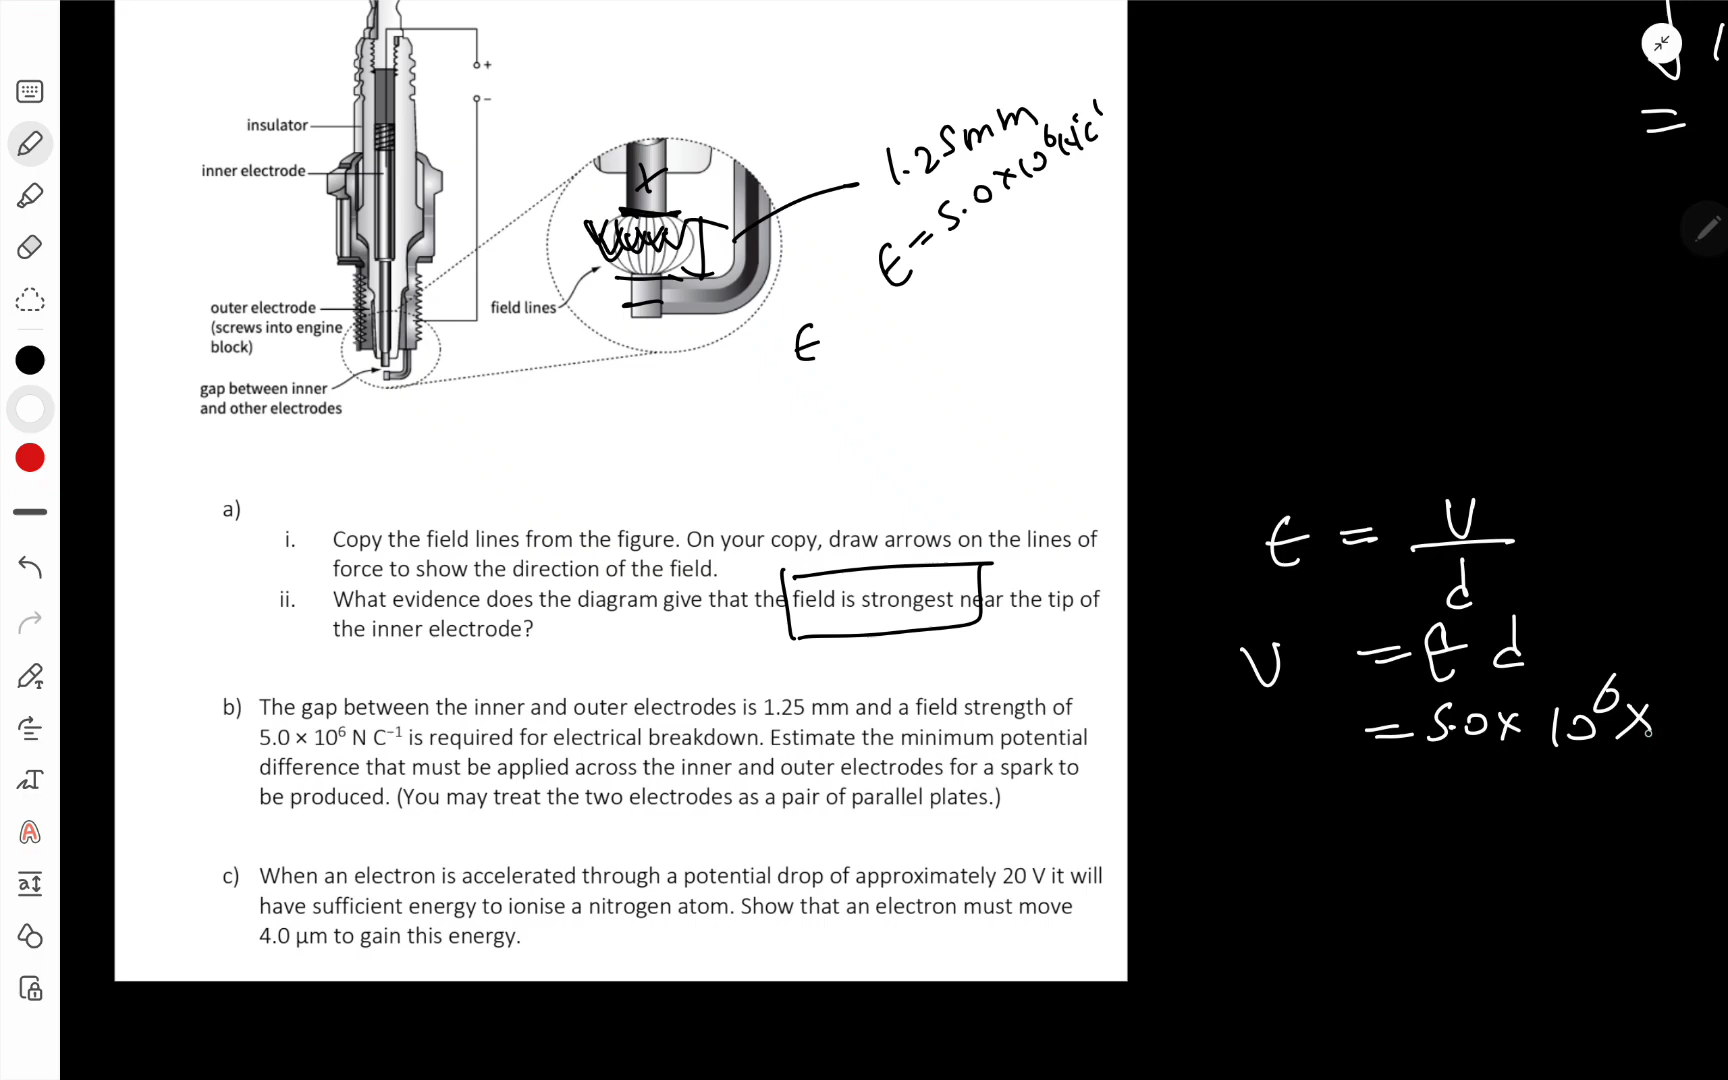 +
−
insulator
inner electrode
outer electrode
(screws into engine
block)
gap between inner
and other electrodes
field lines
+
1.25mm
E = 5.0×10⁶
E
a)
i. Copy the field lines from the figure. On your copy, draw arrows on the lines of
force to show the direction of the field.
ii. What evidence does the diagram give that the field is strongest near the tip of
the inner electrode?
b) The gap between the inner and outer electrodes is 1.25 mm and a field strength of
5.0 × 10⁶ N C⁻¹ is required for electrical breakdown. Estimate the minimum potential
difference that must be applied across the inner and outer electrodes for a spark to
be produced. (You may treat the two electrodes as a pair of parallel plates.)
c) When an electron is accelerated through a potential drop of approximately 20 V it will
have sufficient energy to ionise a nitrogen atom. Show that an electron must move
4.0 μm to gain this energy.
=
E = V
d
V = E d
= 5.0 × 10⁶ ×